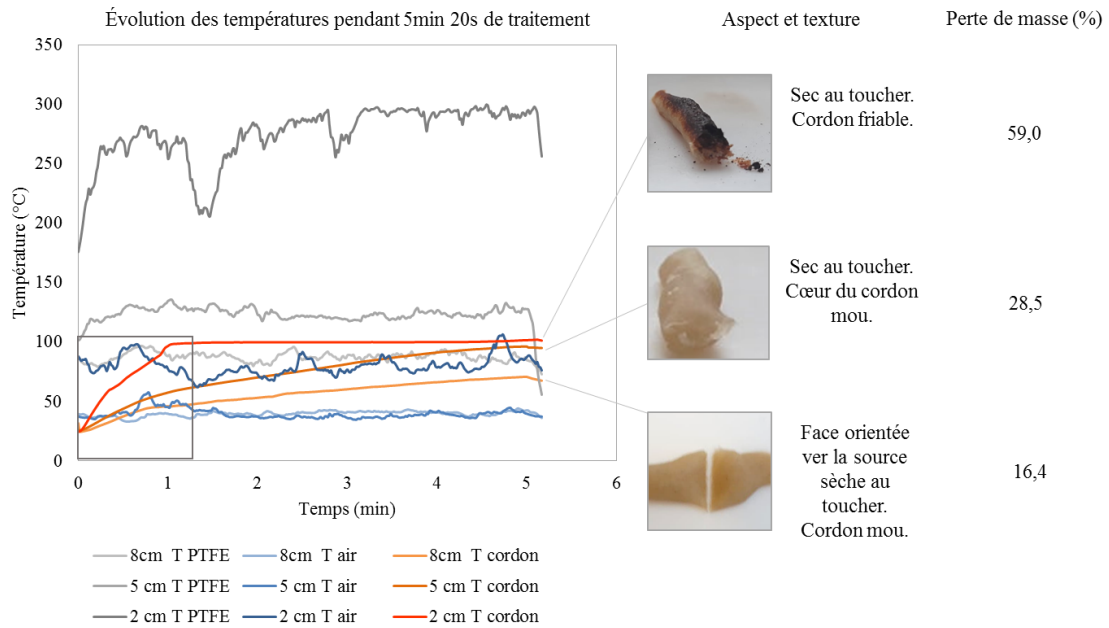 Évolution des températures pendant 5min 20s de traitement
Aspect et texture
Perte de masse (%)
350
300
250
200
150
100
50
0
Température (°C)
0
1
2
3
4
5
6
Temps (min)
Sec au toucher.
Cordon friable.
59,0
Sec au toucher.
Cœur du cordon
mou.
28,5
Face orientée
ver la source
sèche au
toucher.
Cordon mou.
16,4
8cm T PTFE
8cm T air
8cm T cordon
5 cm T PTFE
5 cm T air
5 cm T cordon
2 cm T PTFE
2 cm T air
2 cm T cordon